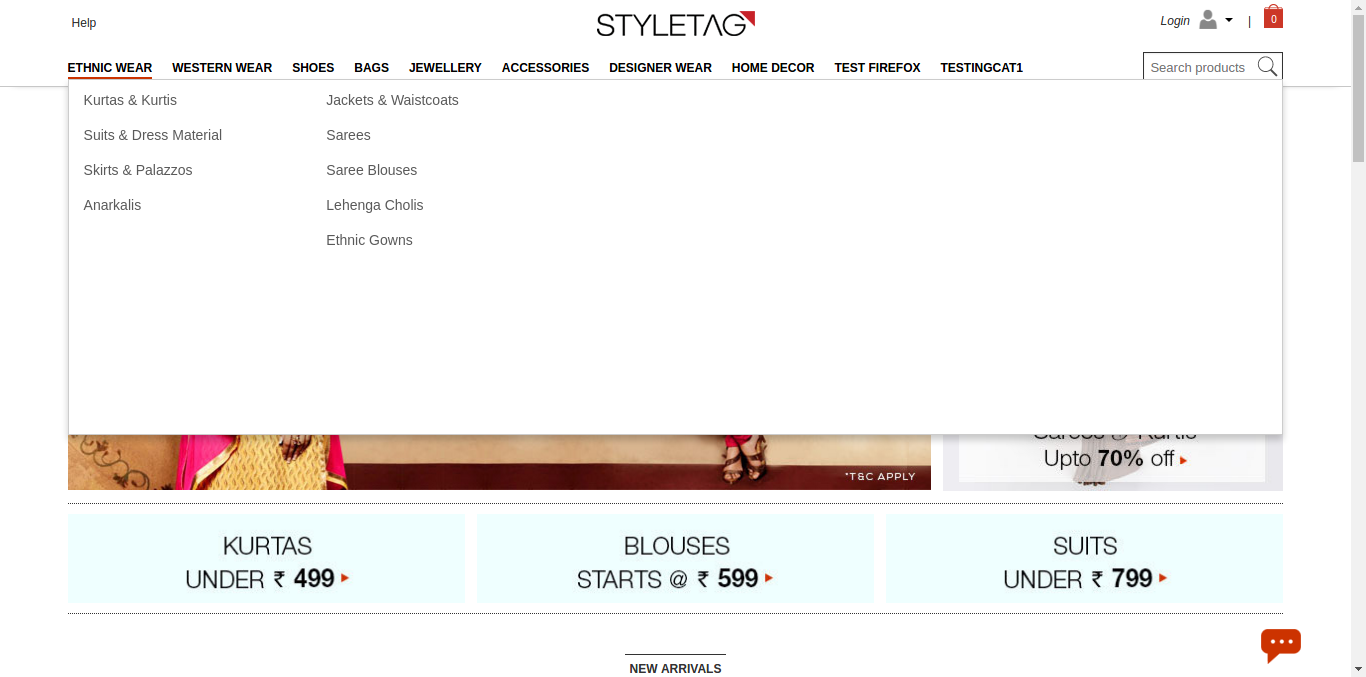 Help
STYLETAG
Login
|
0
ETHNIC WEAR WESTERN WEAR SHOES BAGS JEWELLERY ACCESSORIES DESIGNER WEAR HOME DECOR TEST FIREFOX TESTINGCAT1
Search products
Kurtas & Kurtis
Suits & Dress Material
Skirts & Palazzos
Anarkalis
Jackets & Waistcoats
Sarees
Saree Blouses
Lehenga Cholis
Ethnic Gowns
*T&C APPLY
Sarees & Kurtis
Upto 70% off
KURTAS
UNDER ₹ 499
BLOUSES
STARTS @ ₹ 599
SUITS
UNDER ₹ 799
NEW ARRIVALS